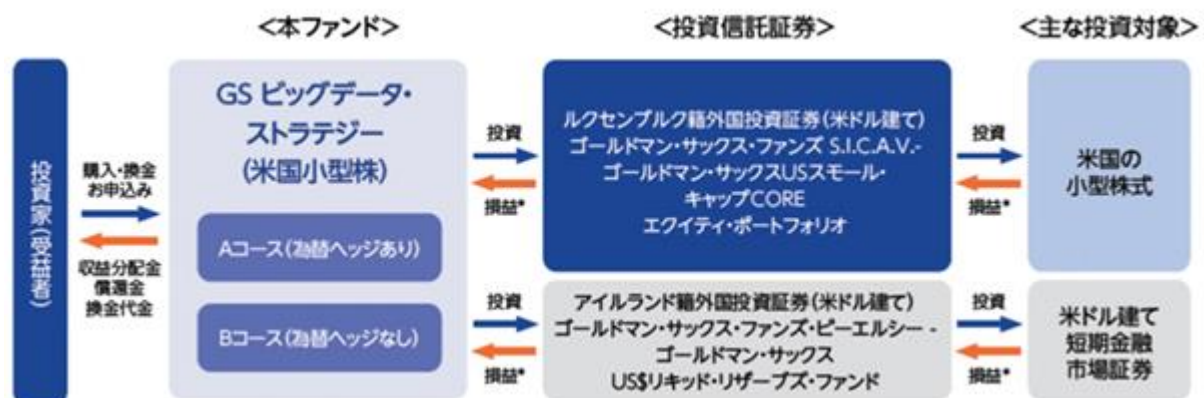 <本ファンド>
<投資信託証券>
<主な投資対象>
投資家(受益者)
購入・換金
お申込み
収益分配金
償還金
換金代金
GS ビッグデータ・
ストラテジー
(米国小型株)
Aコース(為替ヘッジあり)
Bコース(為替ヘッジなし)
投資
損益*
ルクセンブルク籍外国投資証券(米ドル建て)
ゴールドマン・サックス・ファンズ S.I.C.A.V.-
ゴールドマン・サックスUSスモール・
キャップCORE
エクイティ・ポートフォリオ
投資
損益*
米国の
小型株式
投資
損益*
アイルランド籍外国投資証券(米ドル建て)
ゴールドマン・サックス・ファンズ・ピーエルシー -
ゴールドマン・サックス
US$リキッド・リザーブズ・ファンド
投資
損益*
米ドル建て
短期金融
市場証券